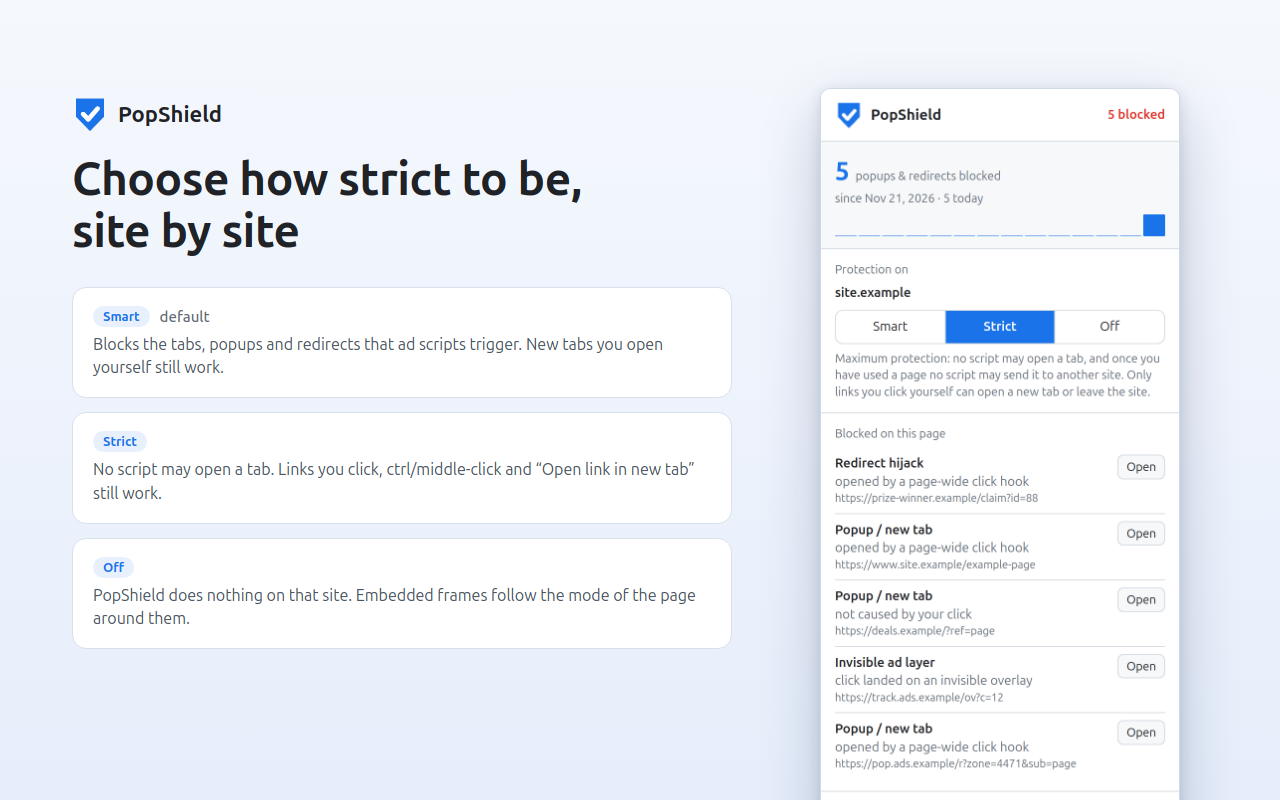 PopShield
Choose how strict to be,
site by site
Smart default
Blocks the tabs, popups and redirects that ad scripts trigger. New tabs you open
yourself still work.
Strict
No script may open a tab. Links you click, ctrl/middle-click and “Open link in new tab”
still work.
Off
PopShield does nothing on that site. Embedded frames follow the mode of the page
around them.
PopShield 5 blocked
5 popups & redirects blocked
since Nov 21, 2026 · 5 today
Protection on
site.example
Smart Strict Off
Maximum protection: no script may open a tab, and once you
have used a page no script may send it to another site. Only
links you click yourself can open a new tab or leave the site.
Blocked on this page
Redirect hijack Open
opened by a page-wide click hook
https://prize-winner.example/claim?id=88
Popup / new tab Open
opened by a page-wide click hook
https://www.site.example/example-page
Popup / new tab Open
not caused by your click
https://deals.example/?ref=page
Invisible ad layer Open
click landed on an invisible overlay
https://track.ads.example/ov?c=12
Popup / new tab Open
opened by a page-wide click hook
https://pop.ads.example/r?zone=4471&sub=page